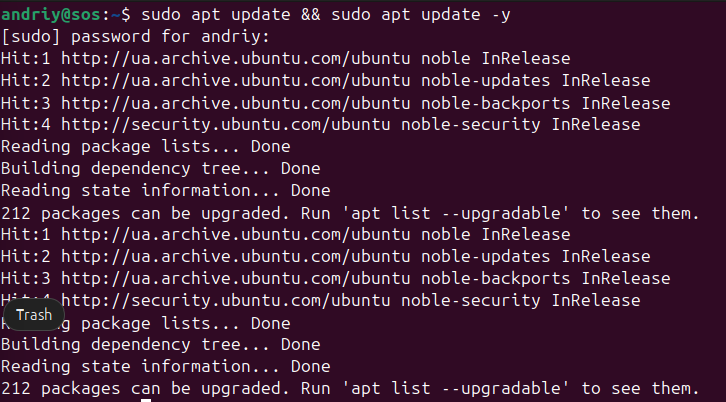 andriy@sos:~$ sudo apt update && sudo apt update -y
[sudo] password for andriy:
Hit:1 http://ua.archive.ubuntu.com/ubuntu noble InRelease
Hit:2 http://ua.archive.ubuntu.com/ubuntu noble-updates InRelease
Hit:3 http://ua.archive.ubuntu.com/ubuntu noble-backports InRelease
Hit:4 http://security.ubuntu.com/ubuntu noble-security InRelease
Reading package lists... Done
Building dependency tree... Done
Reading state information... Done
212 packages can be upgraded. Run 'apt list --upgradable' to see them.
Hit:1 http://ua.archive.ubuntu.com/ubuntu noble InRelease
Hit:2 http://ua.archive.ubuntu.com/ubuntu noble-updates InRelease
Hit:3 http://ua.archive.ubuntu.com/ubuntu noble-backports InRelease
http://security.ubuntu.com/ubuntu noble-security InRelease
Trash
package lists... Done
Building dependency tree... Done
Reading state information... Done
212 packages can be upgraded. Run 'apt list --upgradable' to see them.